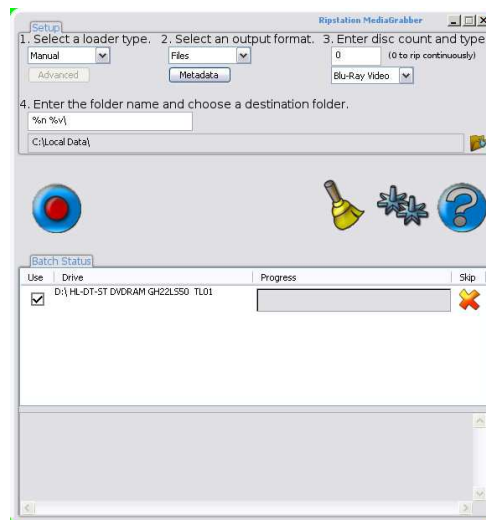 Ripstation MediaGrabber
Setup
1. Select a loader type. 2. Select an output format. 3. Enter disc count and type
Manual Files 0 (0 to rip continuously)
Advanced Metadata Blu-Ray Video
4. Enter the folder name and choose a destination folder.
%n %v\
C:\Local Data\
Batch Status
Use Drive Progress Skip
D:\ HL-DT-ST DVDRAM GH22LS50 TL01